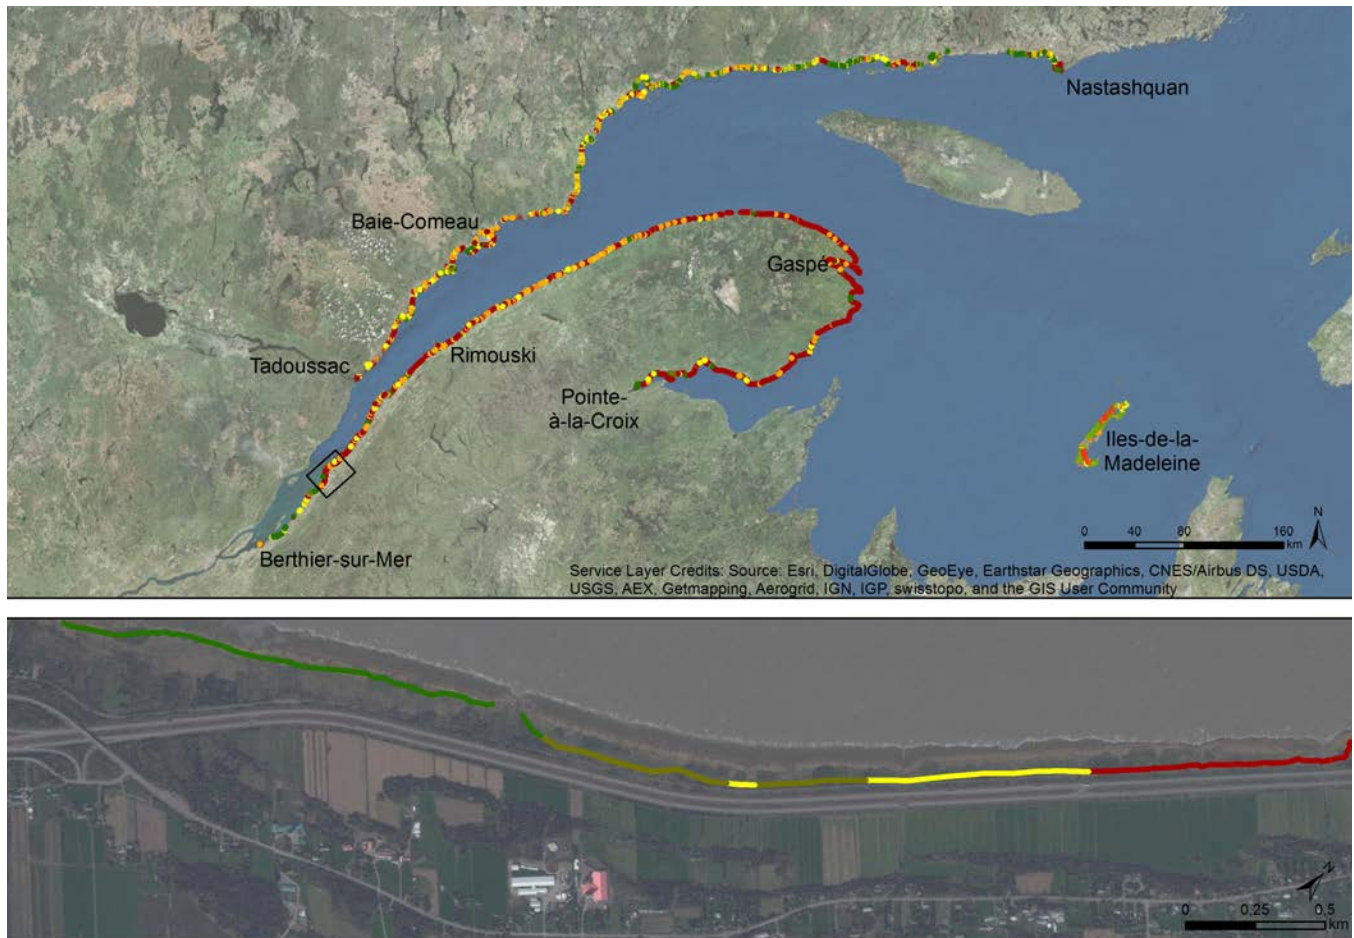 Nastashquan
Baie-Comeau
Gaspé
Tadoussac
Rimouski
Pointe-
à-la-Croix
Iles-de-la-
Madeleine
Berthier-sur-Mer
N
0 40 80 160
km
Service Layer Credits: Source: Esri, DigitalGlobe, GeoEye, Earthstar Geographics, CNES/Airbus DS, USDA,
USGS, AEX, Getmapping, Aerogrid, IGN, IGP, swisstopo, and the GIS User Community
N
0 0,25 0,5
km